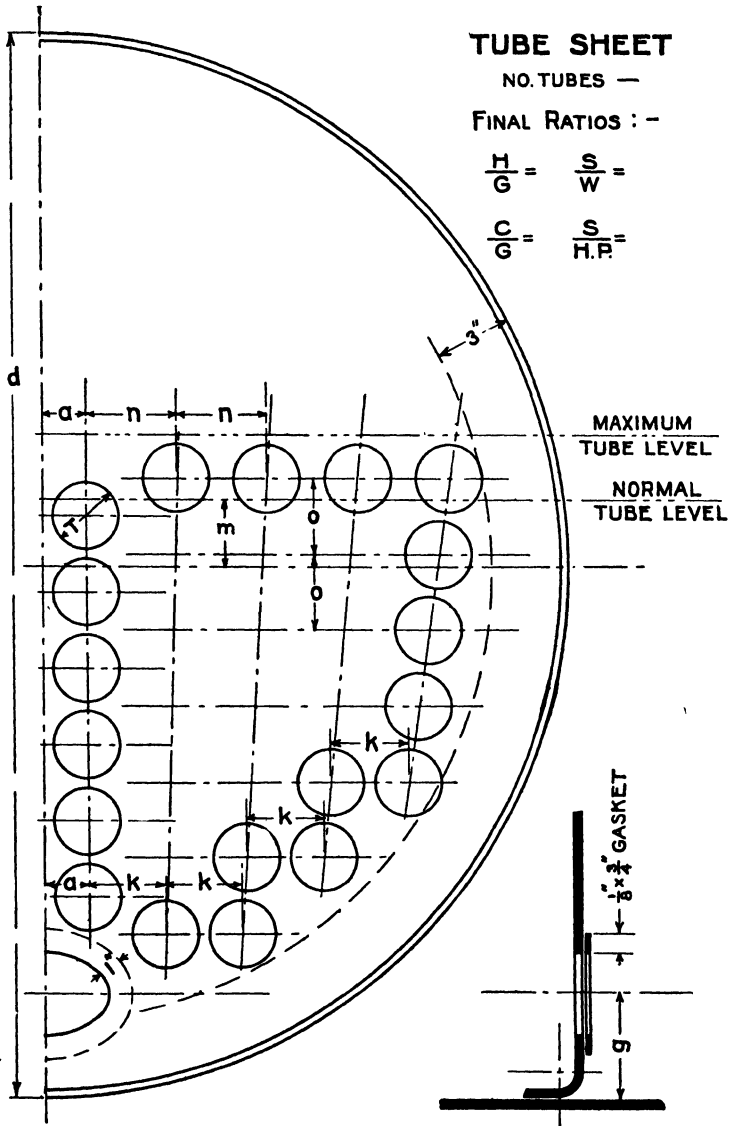 TUBE SHEET
NO. TUBES —
FINAL RATIOS : -
H/G = S/W =
C/G = S/H.P. =
3"
d
a n n
MAXIMUM
TUBE LEVEL
NORMAL
TUBE LEVEL
T
m
o
o
k
k
a k k
1"
1/8" x 3/4" GASKET
g